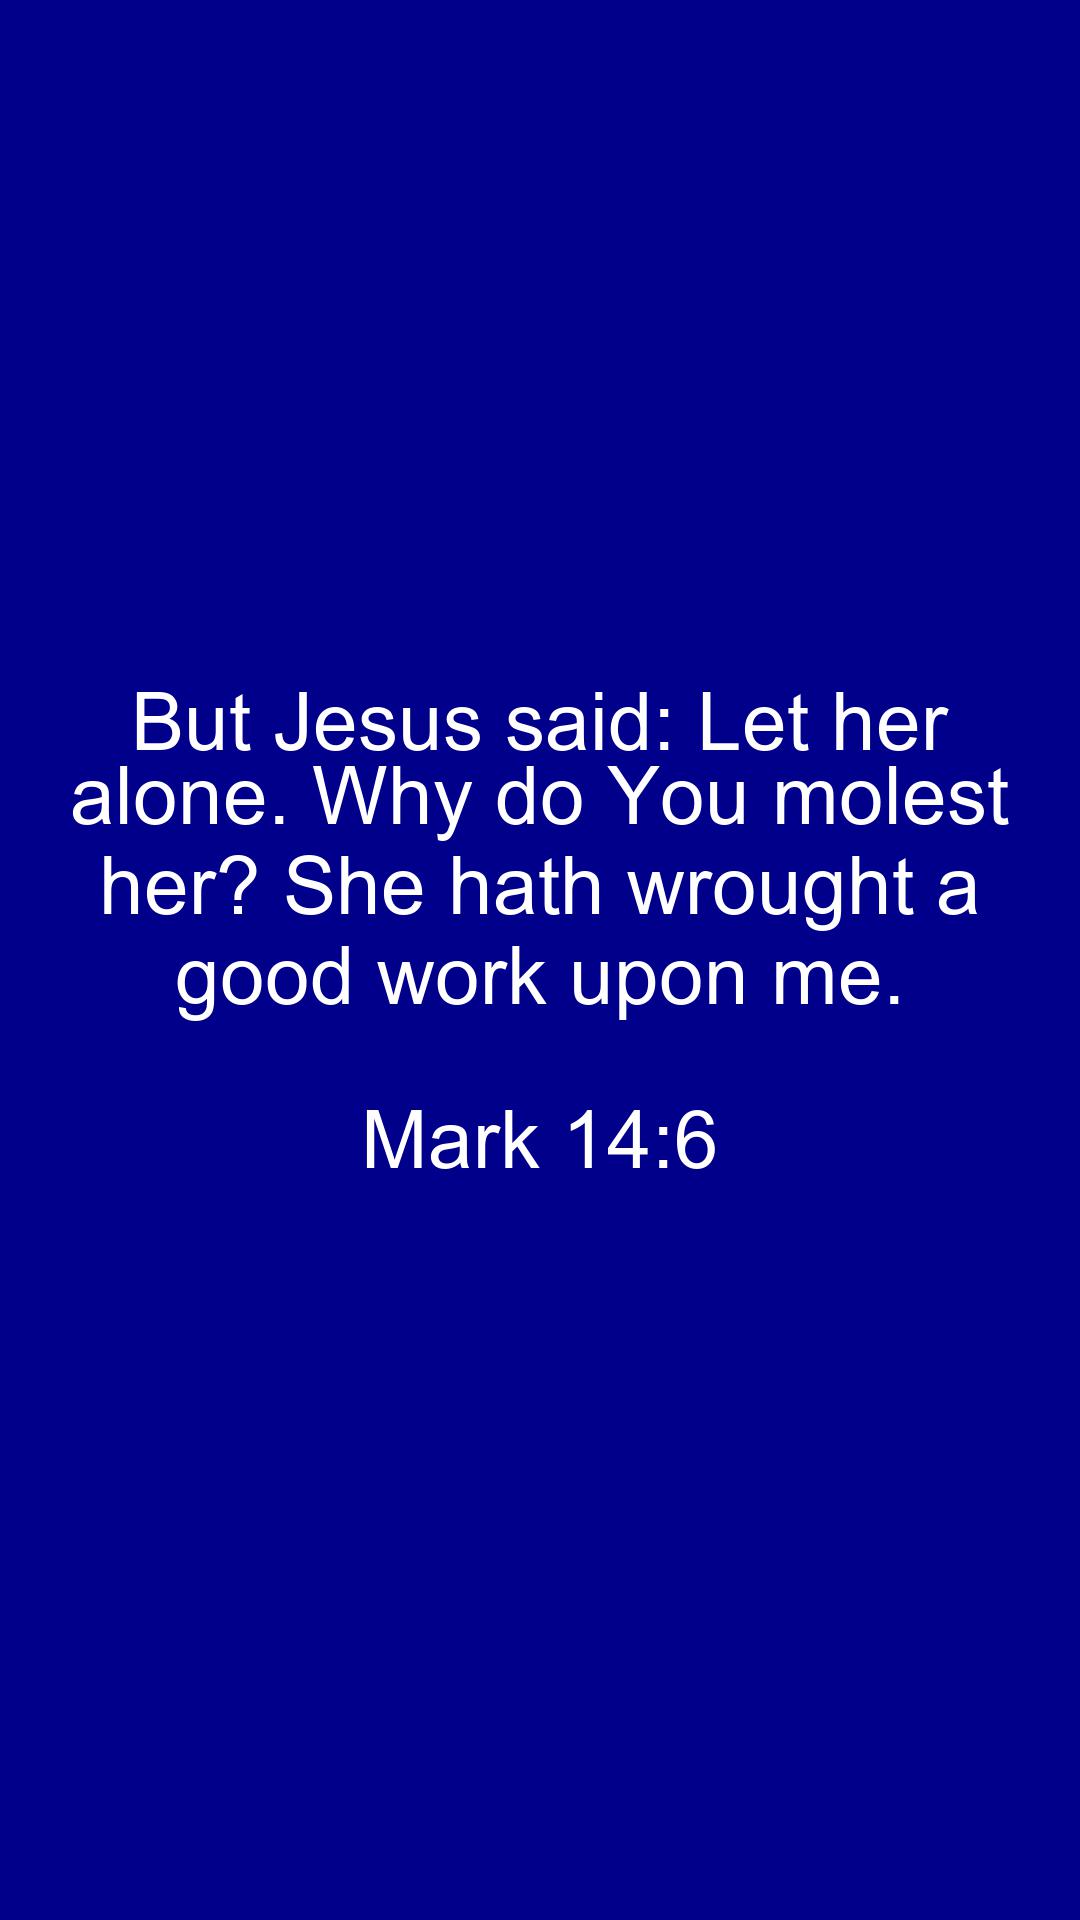 But Jesus said: Let her
alone. Why do You molest
her? She hath wrought a
good work upon me.
Mark 14:6